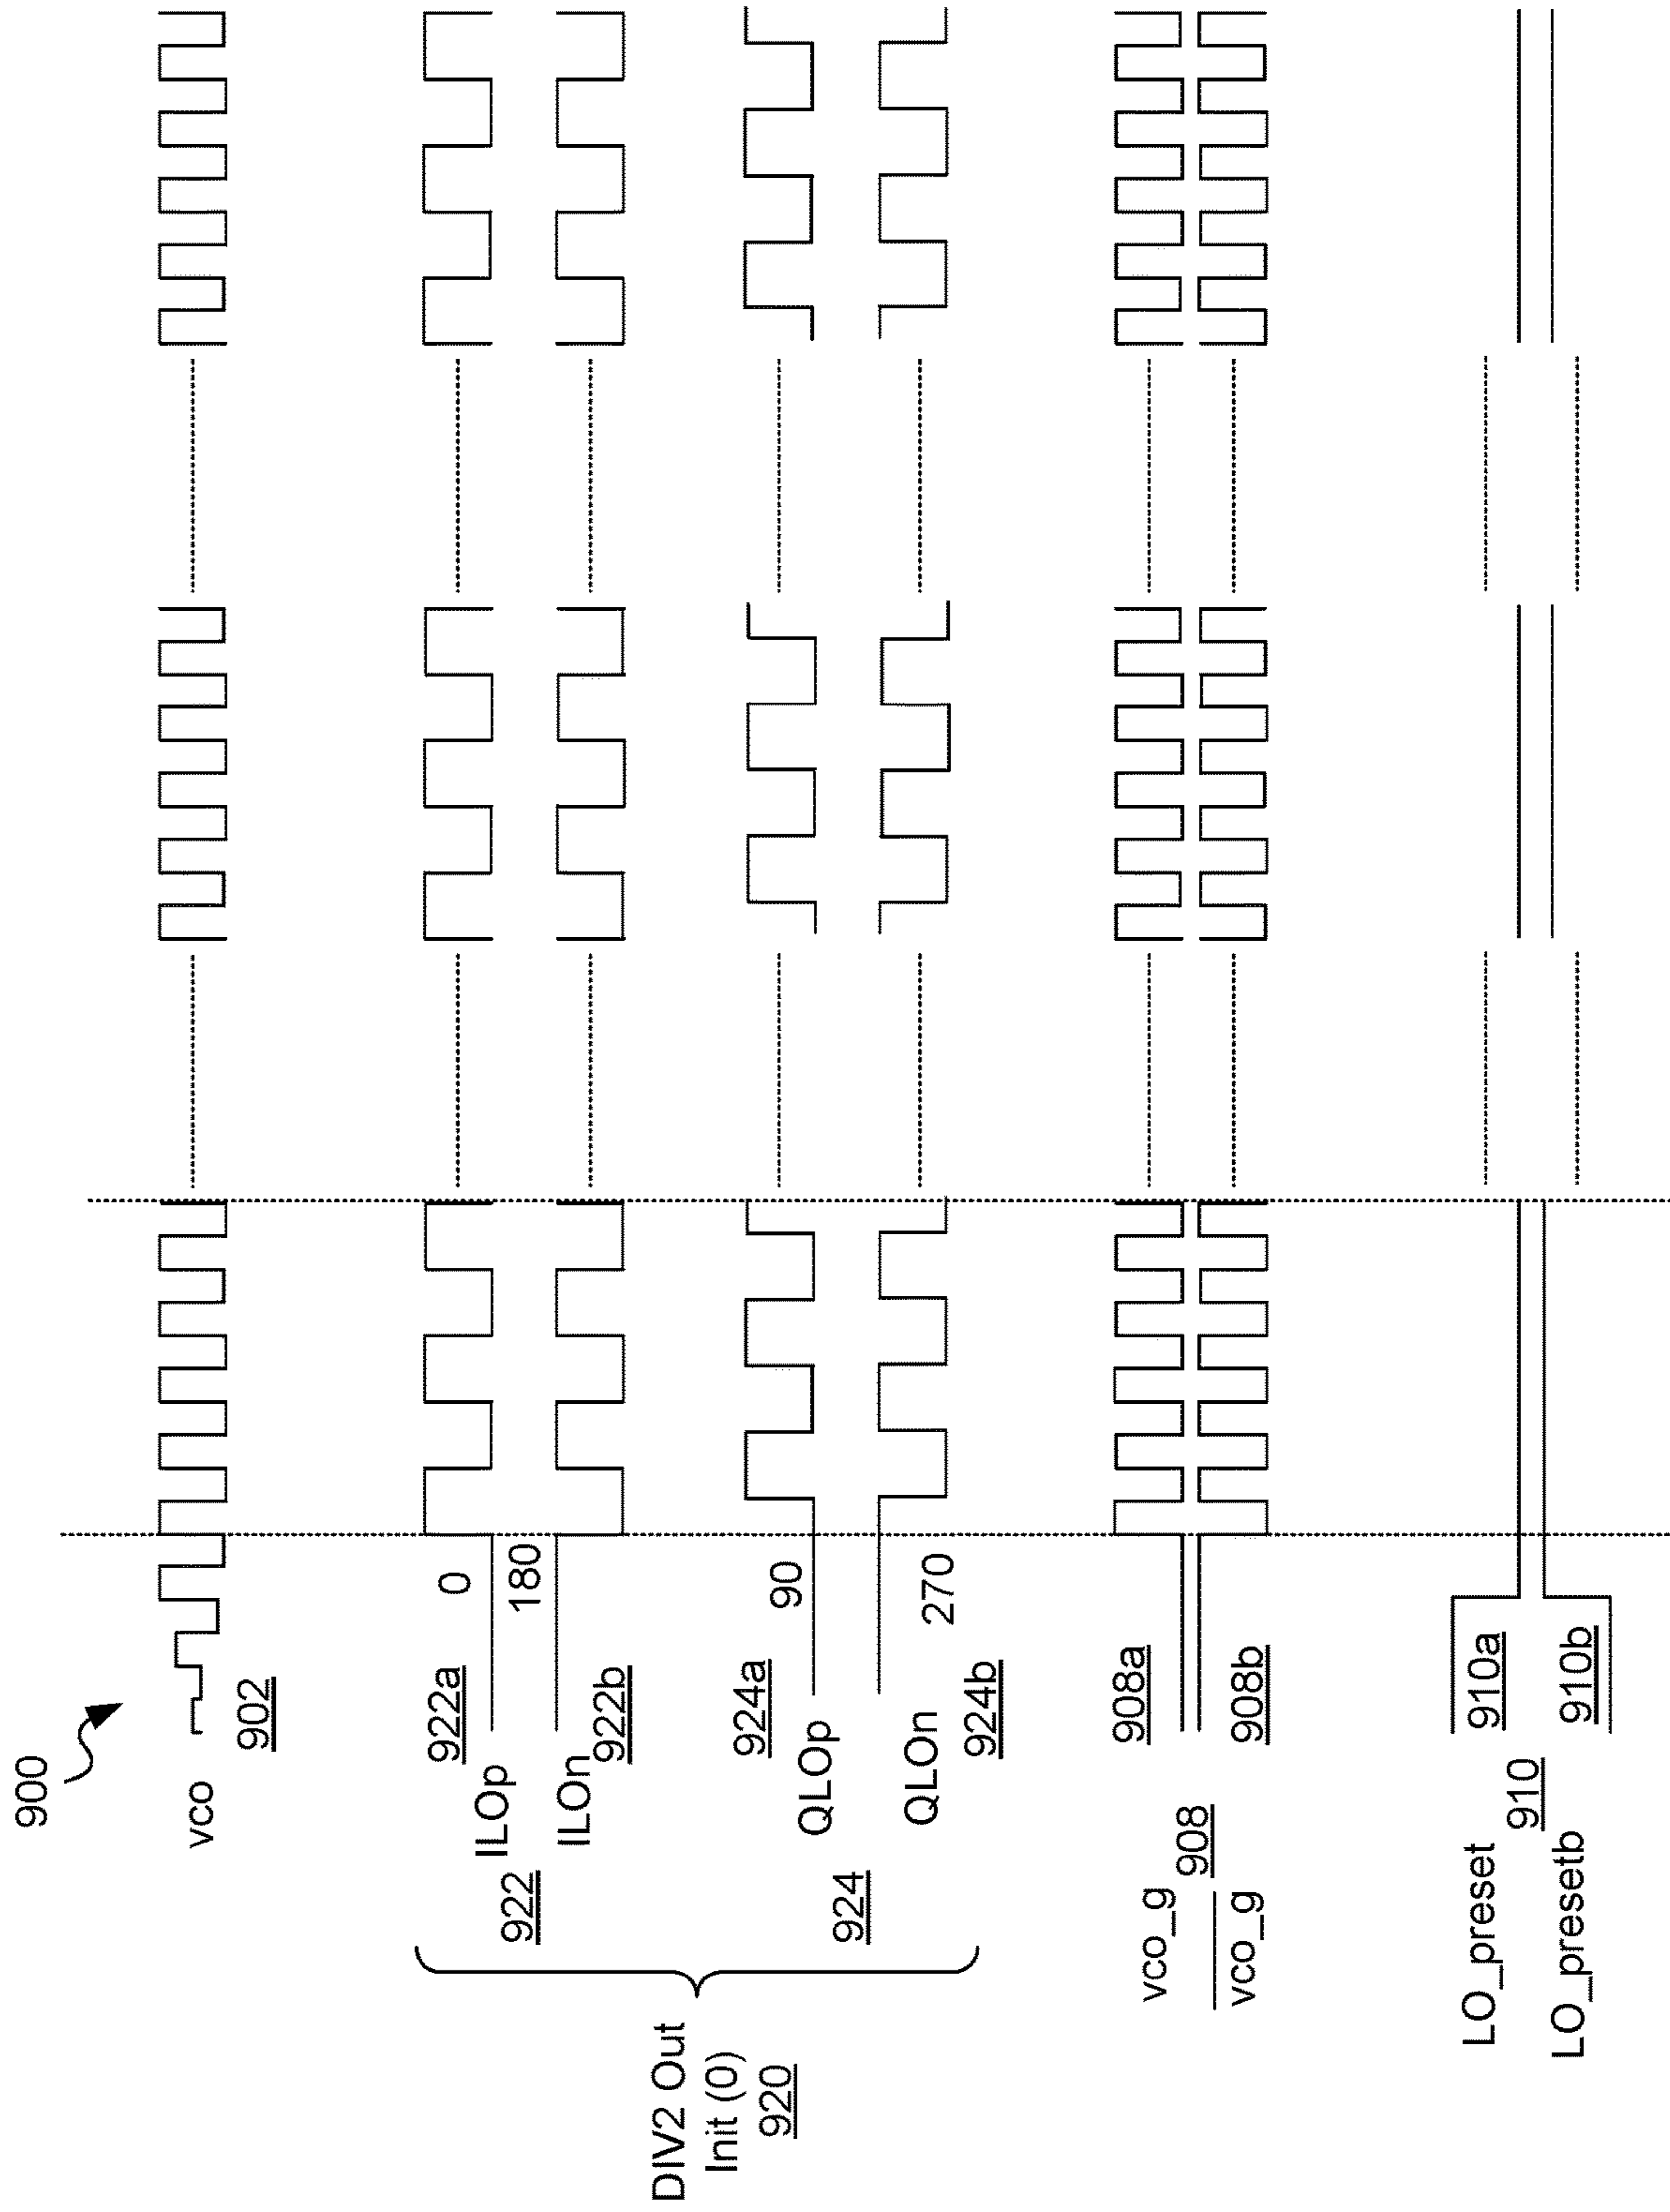 900
vco
902
DIV2 Out
Init (0)
920
922
ILOp
922a
0
ILOn
922b
180
924
QLOp
924a
90
QLOn
924b
270
vco_g
908
908a
vco_g
908b
LO_preset
910
910a
LO_presetb
910b